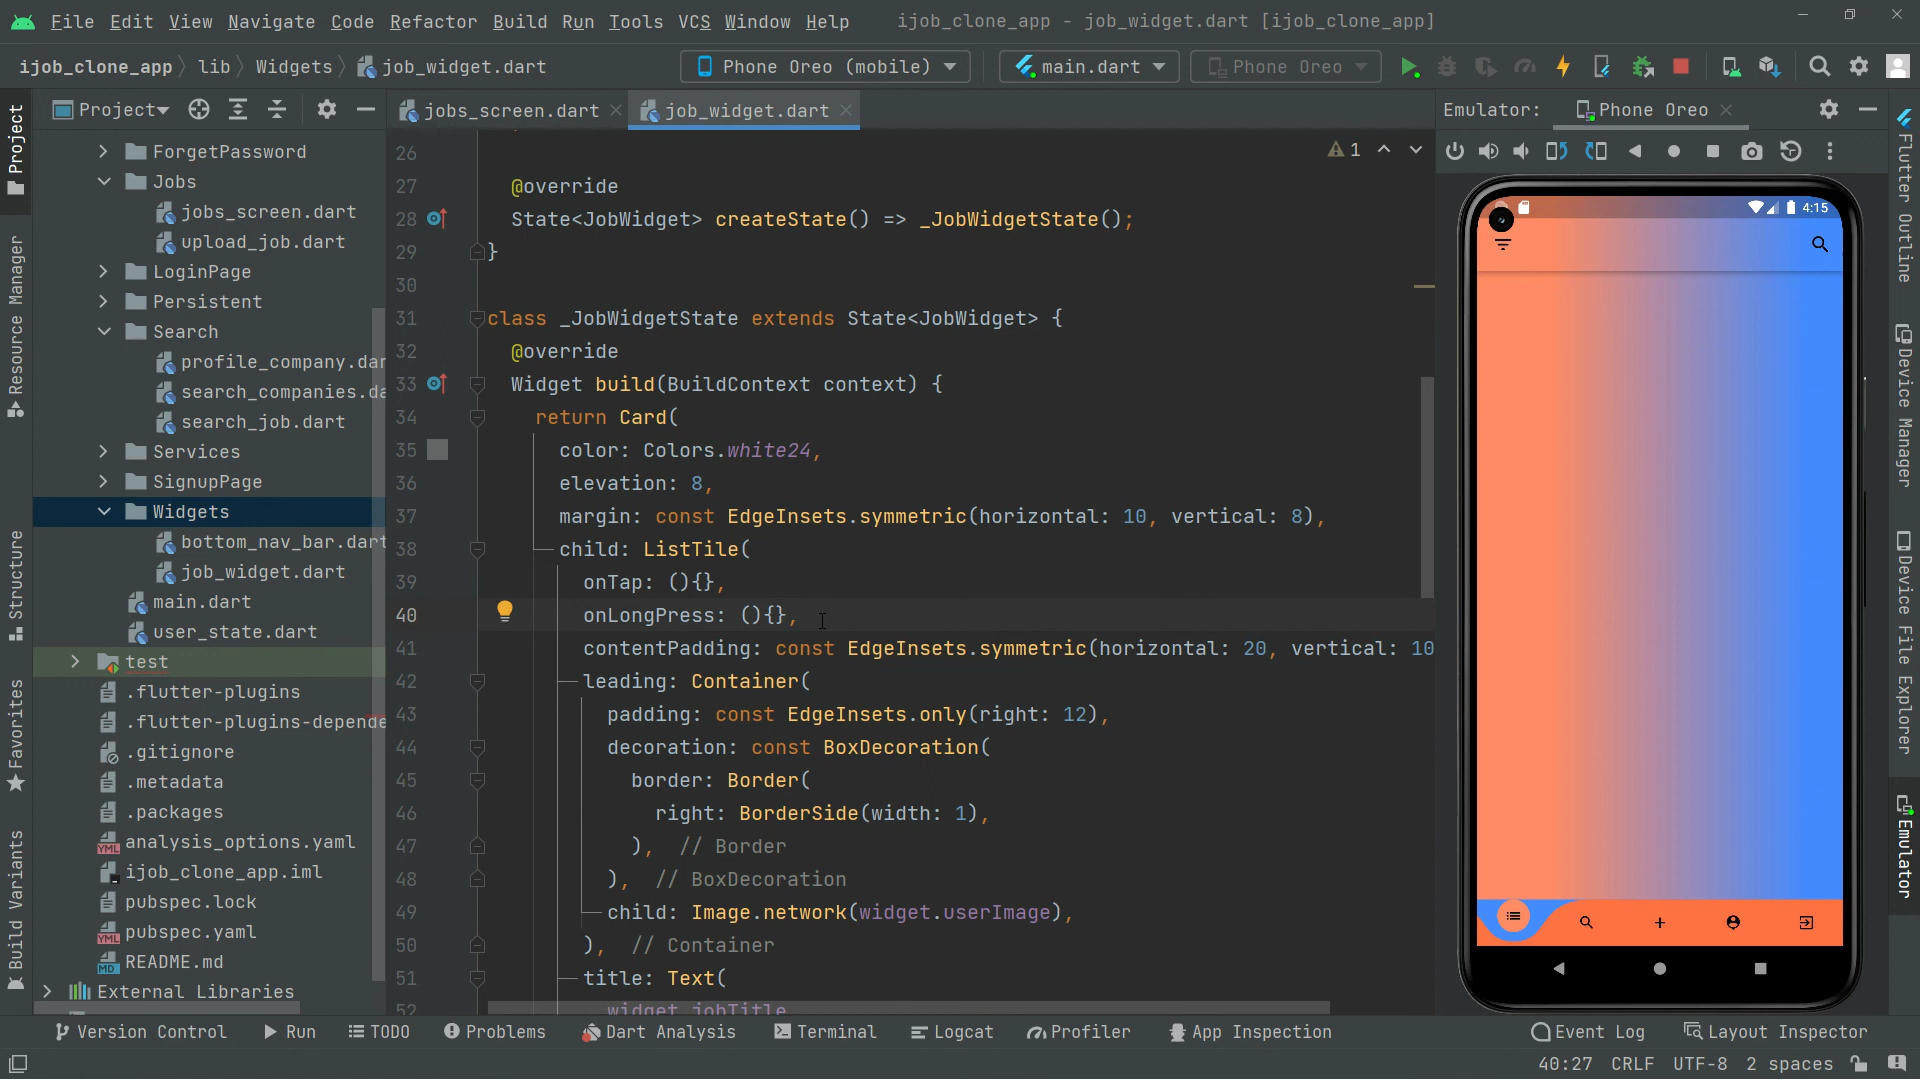 File Edit View Navigate Code Refactor Build Run Tools VCS Window Help ijob_clone_app - job_widget.dart [ijob_clone_app]
ijob_clone_app lib Widgets job_widget.dart Phone Oreo (mobile) main.dart Phone Oreo
Project jobs_screen.dart job_widget.dart Emulator: Phone Oreo
Project
Resource Manager
Structure
Favorites
Build Variants
ForgetPassword
Jobs
jobs_screen.dart
upload_job.dart
LoginPage
Persistent
Search
profile_company.dar
search_companies.da
search_job.dart
Services
SignupPage
Widgets
bottom_nav_bar.dart
job_widget.dart
main.dart
user_state.dart
test
.flutter-plugins
.flutter-plugins-depende
.gitignore
.metadata
.packages
analysis_options.yaml
ijob_clone_app.iml
pubspec.lock
pubspec.yaml
README.md
External Libraries
1
26
27 @override
28 State<JobWidget> createState() => _JobWidgetState();
29 }
30
31 class _JobWidgetState extends State<JobWidget> {
32 @override
33 Widget build(BuildContext context) {
34 return Card(
35 color: Colors.white24,
36 elevation: 8,
37 margin: const EdgeInsets.symmetric(horizontal: 10, vertical: 8),
38 child: ListTile(
39 onTap: (){},
40 onLongPress: (){},
41 contentPadding: const EdgeInsets.symmetric(horizontal: 20, vertical: 10
42 leading: Container(
43 padding: const EdgeInsets.only(right: 12),
44 decoration: const BoxDecoration(
45 border: Border(
46 right: BorderSide(width: 1),
47 ), // Border
48 ), // BoxDecoration
49 child: Image.network(widget.userImage),
50 ), // Container
51 title: Text(
52 widget.jobTitle
4:15
Flutter Outline
Device Manager
Device File Explorer
Emulator
Version Control Run TODO Problems Dart Analysis Terminal Logcat Profiler App Inspection Event Log Layout Inspector
40:27 CRLF UTF-8 2 spaces